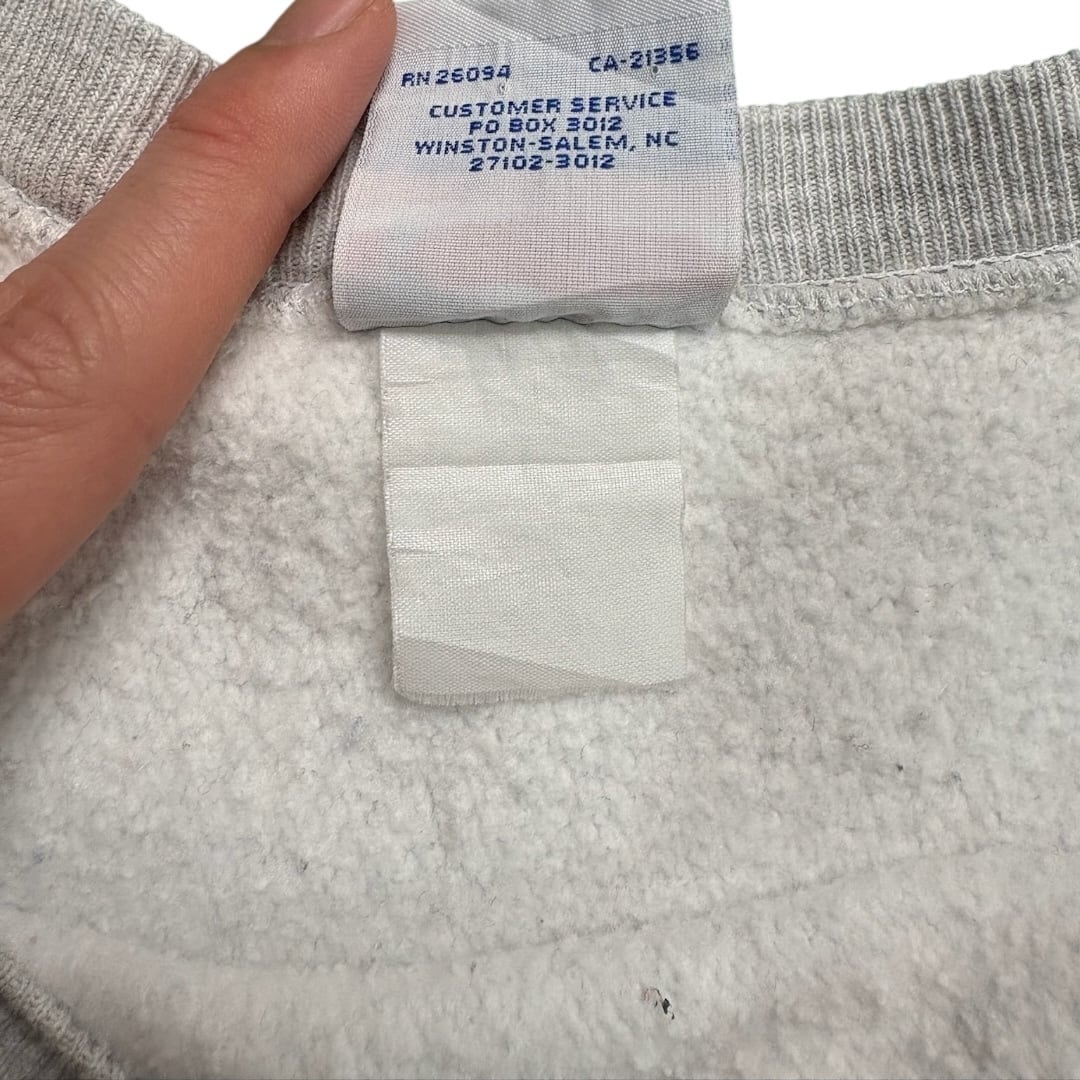 RN 26094 CA-21356
CUSTOMER SERVICE
PO BOX 3012
WINSTON-SALEM, NC
27102-3012